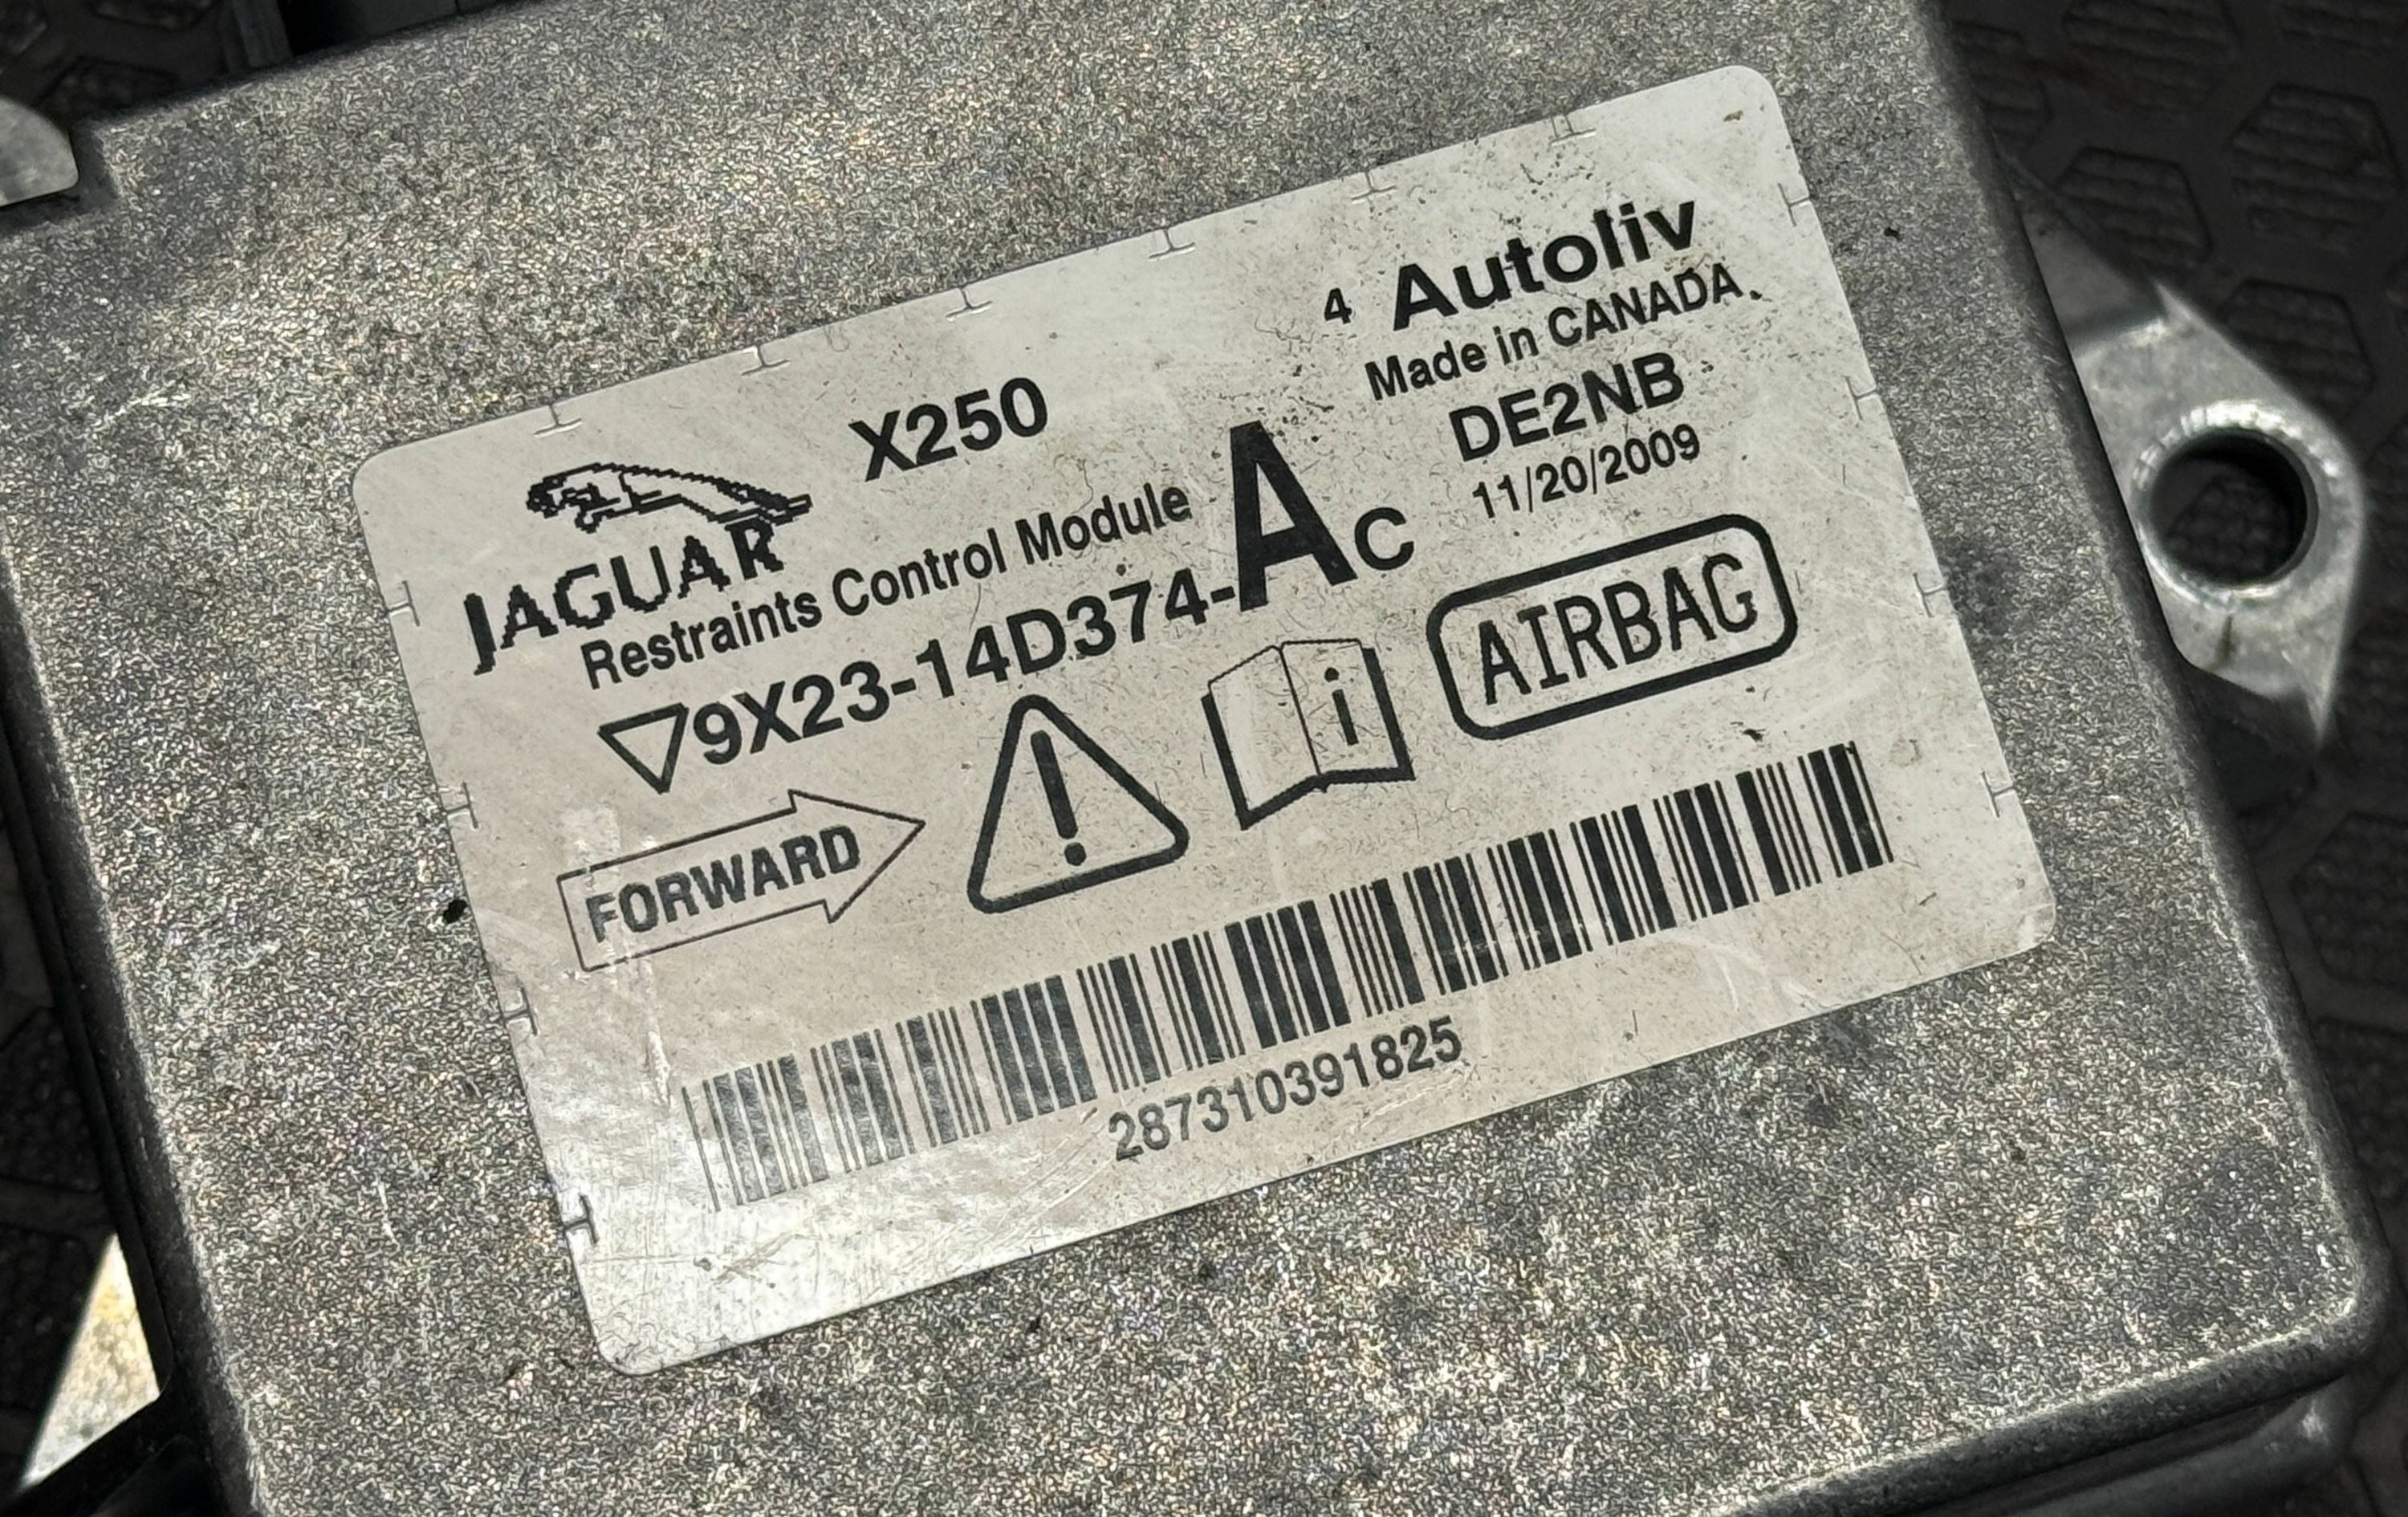 X250
4 Autoliv
Made in CANADA.
DE2NB
11/20/2009
JAGUAR
Restraints Control Module
9X23-14D374-AC
FORWARD
i
AIRBAG
287310391825